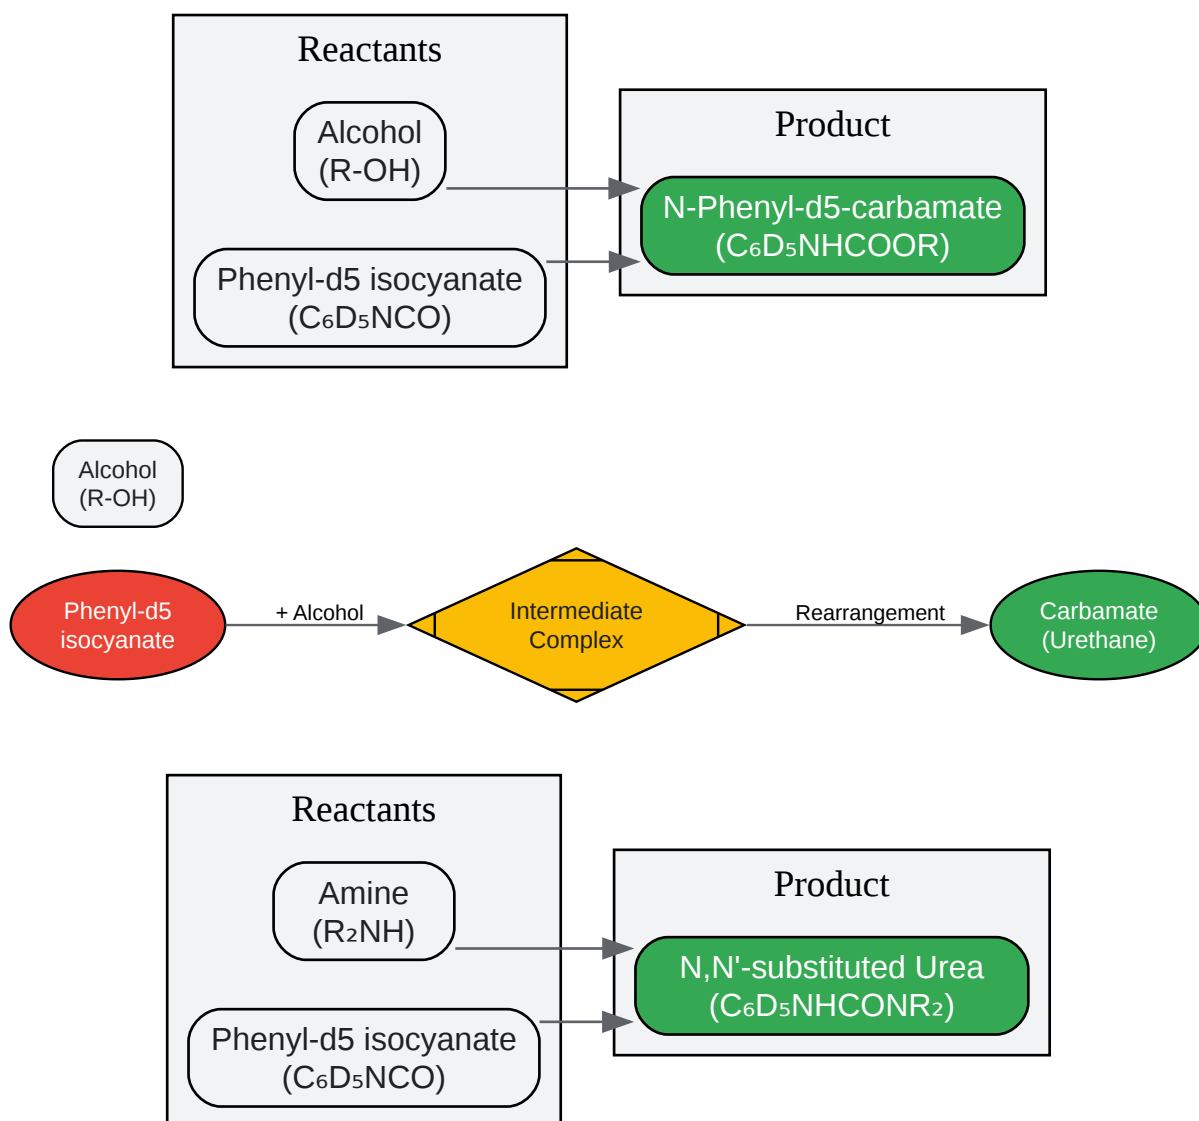 Reactants
Alcohol
(R-OH)
Phenyl-d5 isocyanate
(C₆D₅NCO)
Product
N-Phenyl-d5-carbamate
(C₆D₅NHCOOR)
Alcohol
(R-OH)
Phenyl-d5
isocyanate
+ Alcohol
Intermediate
Complex
Rearrangement
Carbamate
(Urethane)
Reactants
Amine
(R₂NH)
Phenyl-d5 isocyanate
(C₆D₅NCO)
Product
N,N'-substituted Urea
(C₆D₅NHCONR₂)